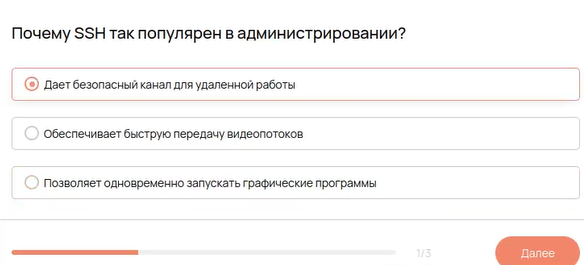 Почему SSH так популярен в администрировании?
Дает безопасный канал для удаленной работы
Обеспечивает быструю передачу видеопотоков
Позволяет одновременно запускать графические программы
1/3
Далее